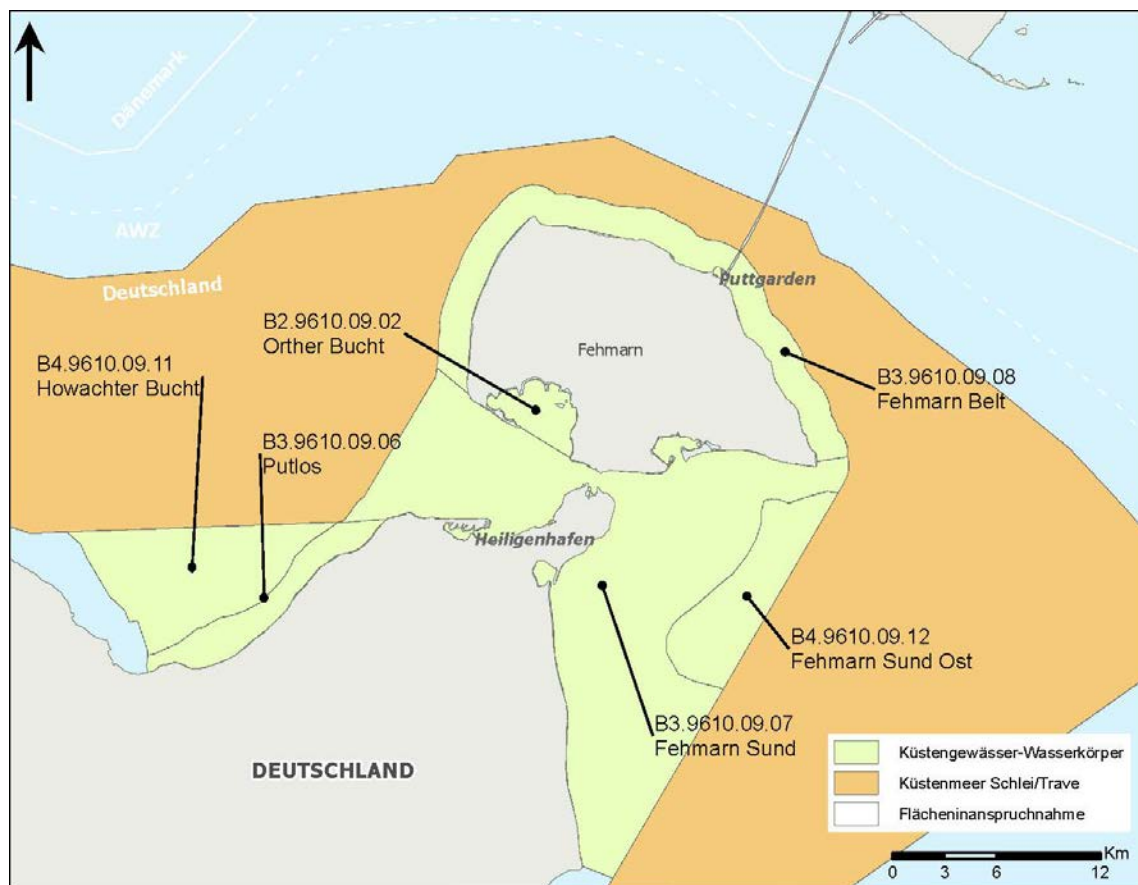 Dänemark
AWZ
Deutschland
Puttgarden
B2.9610.09.02
Orther Bucht
Fehmarn
B4.9610.09.11
Howachter Bucht
B3.9610.09.08
Fehmarn Belt
B3.9610.09.06
Putlos
Heiligenhafen
B4.9610.09.12
Fehmarn Sund Ost
B3.9610.09.07
Fehmarn Sund
DEUTSCHLAND
Küstengewässer-Wasserkörper
Küstenmeer Schlei/Trave
Flächeninanspruchnahme
Km
0 3 6 12